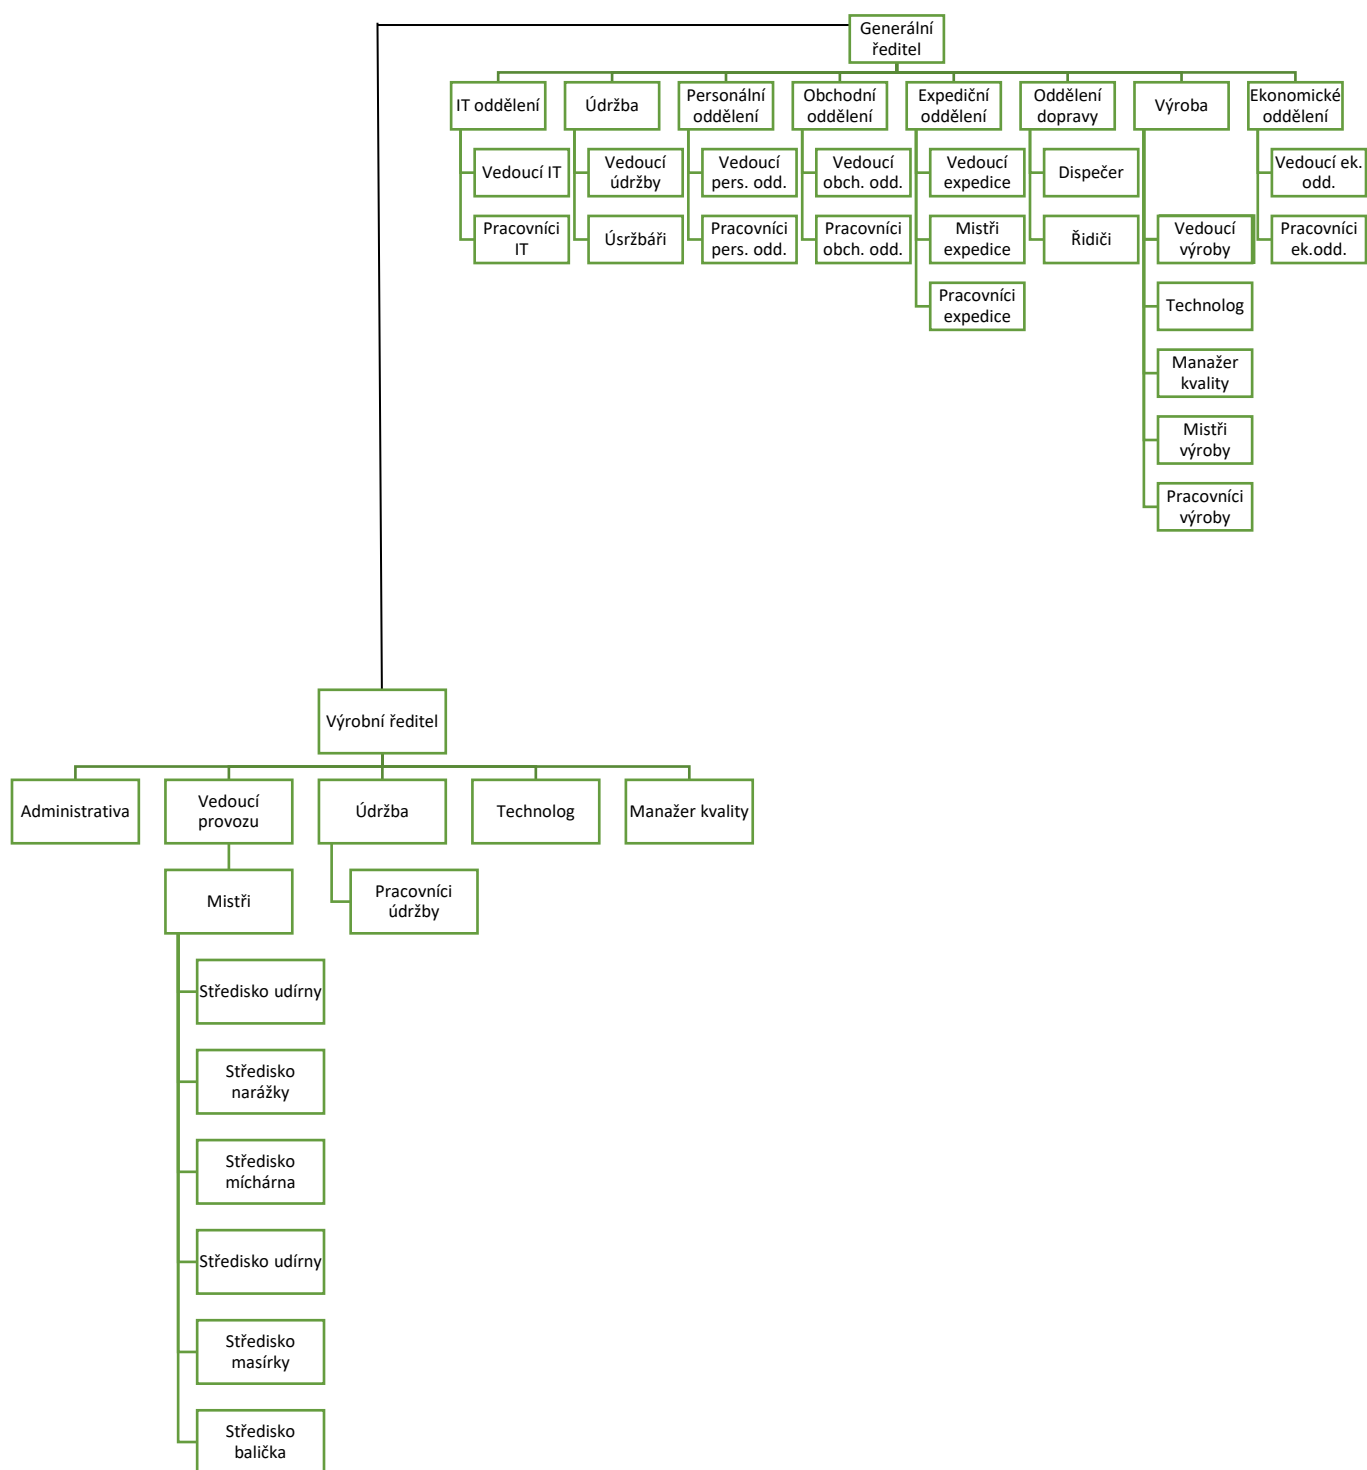 Generální
ředitel
IT oddělení
Údržba
Personální
oddělení
Obchodní
oddělení
Expediční
oddělení
Oddělení
dopravy
Výroba
Ekonomické
oddělení
Vedoucí IT
Vedoucí
údržby
Vedoucí
pers. odd.
Vedoucí
obch. odd.
Vedoucí
expedice
Dispečer
Vedoucí ek.
odd.
Pracovníci
IT
Úsržbáři
Pracovníci
pers. odd.
Pracovníci
obch. odd.
Mistři
expedice
Řidiči
Vedoucí
výroby
Pracovníci
ek.odd.
Pracovníci
expedice
Technolog
Manažer
kvality
Mistři
výroby
Pracovníci
výroby
Výrobní ředitel
Administrativa
Vedoucí
provozu
Údržba
Technolog
Manažer kvality
Mistři
Pracovníci
údržby
Středisko udírny
Středisko
narážky
Středisko
míchárna
Středisko udírny
Středisko
masírky
Středisko
balička